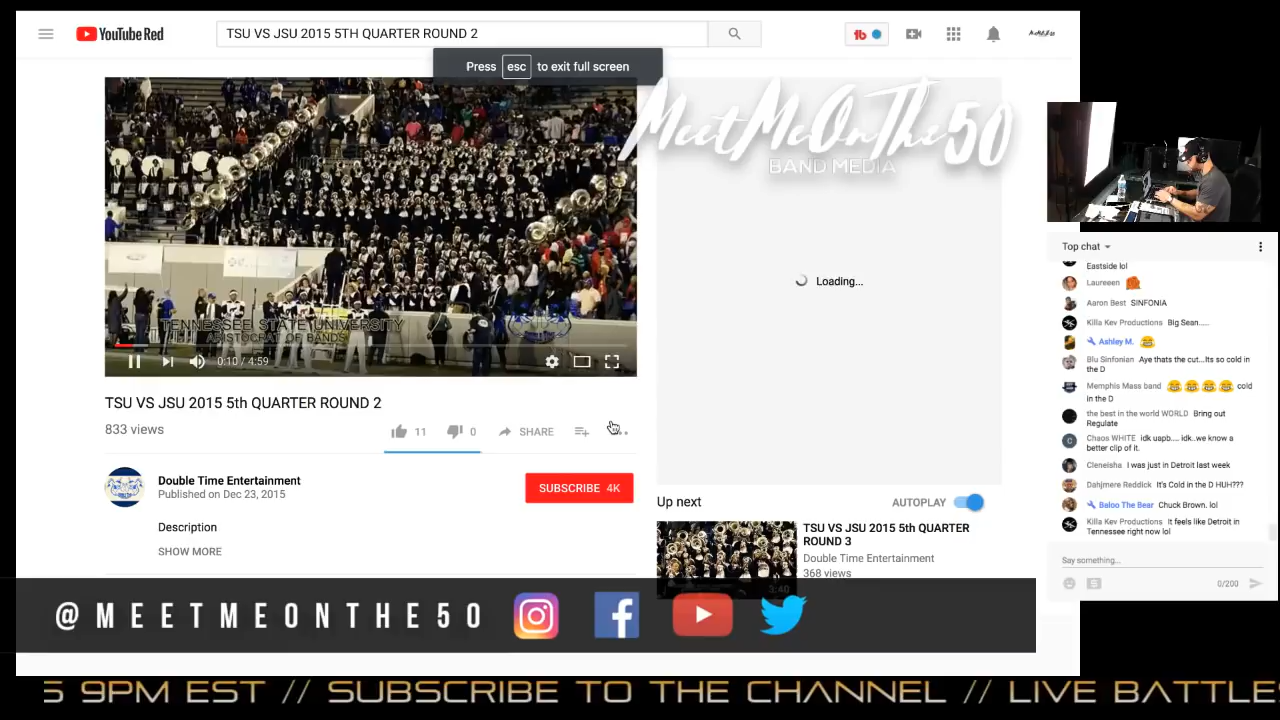 YouTube Red
TSU VS JSU 2015 5TH QUARTER ROUND 2
Press esc to exit full screen
MeetMeOnThe50
BAND MEDIA
TENNESSEE STATE UNIVERSITY
ARISTOCRAT OF BANDS
0:10 / 4:59
Loading...
TSU VS JSU 2015 5th QUARTER ROUND 2
833 views
11
0
SHARE
Double Time Entertainment
Published on Dec 23, 2015
SUBSCRIBE 4K
Description
SHOW MORE
Up next
AUTOPLAY
TSU VS JSU 2015 5th QUARTER
ROUND 3
Double Time Entertainment
368 views
3:40
Top chat
Eastside lol
Laureeen
Aaron Best SINFONIA
Killa Kev Productions Big Sean.....
Ashley M. 😂
Blu Sinfonian Aye thats the cut...Its so cold in
the D
Memphis Mass band 😂😂😂😂 cold
in the D
the best in the world WORLD Bring out
Regulate
C
Chaos WHITE idk uapb..... idk..we know a
better clip of it.
Cleneisha I was just in Detroit last week
Dahjmere Reddick It's Cold in the D HUH???
Baloo The Bear Chuck Brown. lol
Killa Kev Productions It feels like Detroit in
Tennessee right now lol
Say something...
0/200
@MEETMEONTHE50
5 9PM EST // SUBSCRIBE TO THE CHANNEL // LIVE BATTLE